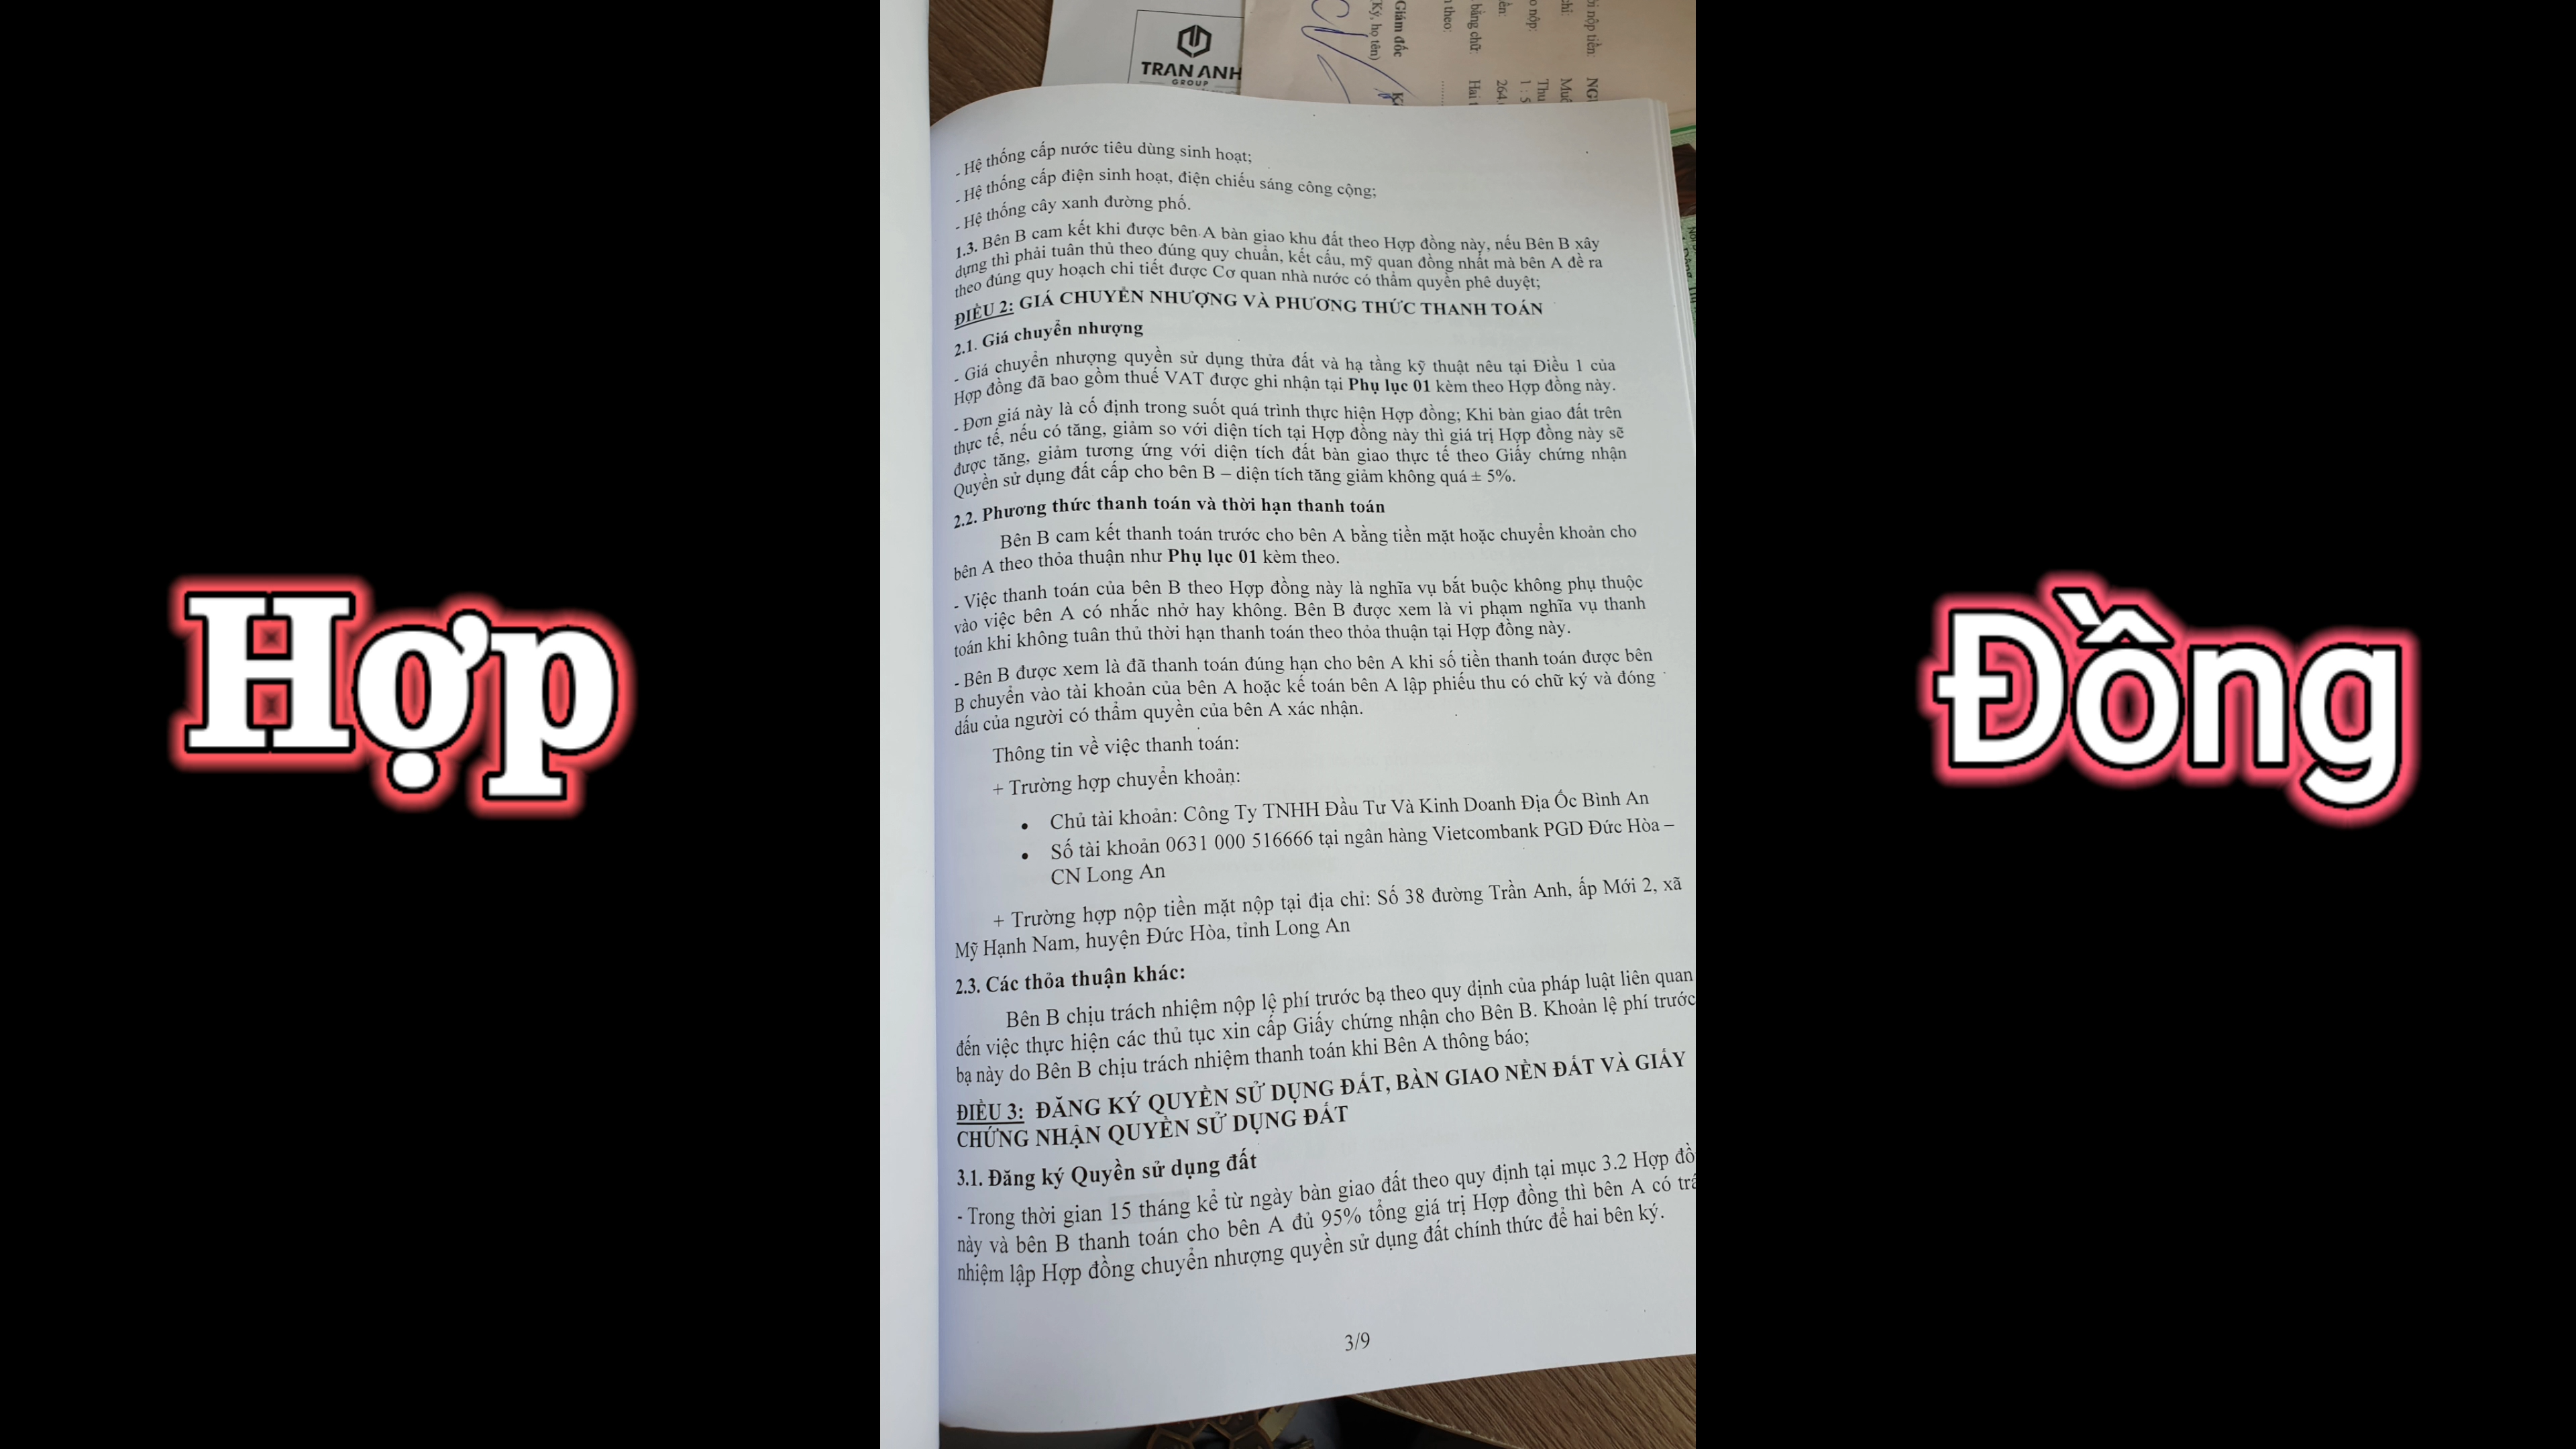 TRAN ANH
GROUP
Giám đốc
(Ký, họ tên)
theo:
bằng chữ:
nộp:
nộp tiền:
Hai
264.
1 : 5
Thu
- Hệ thống cấp nước tiêu dùng sinh hoạt;
- Hệ thống cấp điện sinh hoạt, điện chiếu sáng công cộng;
- Hệ thống cây xanh đường phố.
1.3. Bên B cam kết khi được bên A bàn giao khu đất theo Hợp đồng này, nếu Bên B xây
dựng thì phải tuân thủ theo đúng quy chuẩn, kết cấu, mỹ quan đồng nhất mà bên A đề ra
theo đúng quy hoạch chi tiết được Cơ quan nhà nước có thẩm quyền phê duyệt;
ĐIỀU 2: GIÁ CHUYỂN NHƯỢNG VÀ PHƯƠNG THỨC THANH TOÁN
2.1. Giá chuyển nhượng
- Giá chuyển nhượng quyền sử dụng thửa đất và hạ tầng kỹ thuật nêu tại Điều 1 của
Hợp đồng đã bao gồm thuế VAT được ghi nhận tại Phụ lục 01 kèm theo Hợp đồng này.
- Đơn giá này là cố định trong suốt quá trình thực hiện Hợp đồng; Khi bàn giao đất trên
thực tế, nếu có tăng, giảm so với diện tích tại Hợp đồng này thì giá trị Hợp đồng này sẽ
được tăng, giảm tương ứng với diện tích đất bàn giao thực tế theo Giấy chứng nhận
Quyền sử dụng đất cấp cho bên B – diện tích tăng giảm không quá ± 5%.
2.2. Phương thức thanh toán và thời hạn thanh toán
Bên B cam kết thanh toán trước cho bên A bằng tiền mặt hoặc chuyển khoản cho
bên A theo thỏa thuận như Phụ lục 01 kèm theo.
- Việc thanh toán của bên B theo Hợp đồng này là nghĩa vụ bắt buộc không phụ thuộc
vào việc bên A có nhắc nhở hay không. Bên B được xem là vi phạm nghĩa vụ thanh
toán khi không tuân thủ thời hạn thanh toán theo thỏa thuận tại Hợp đồng này.
- Bên B được xem là đã thanh toán đúng hạn cho bên A khi số tiền thanh toán được bên
B chuyển vào tài khoản của bên A hoặc kế toán bên A lập phiếu thu có chữ ký và đóng
dấu của người có thẩm quyền của bên A xác nhận.
Thông tin về việc thanh toán:
+ Trường hợp chuyển khoản:
• Chủ tài khoản: Công Ty TNHH Đầu Tư Và Kinh Doanh Địa Ốc Bình An
• Số tài khoản 0631 000 516666 tại ngân hàng Vietcombank PGD Đức Hòa –
CN Long An
+ Trường hợp nộp tiền mặt nộp tại địa chỉ: Số 38 đường Trần Anh, ấp Mới 2, xã
Mỹ Hạnh Nam, huyện Đức Hòa, tỉnh Long An
2.3. Các thỏa thuận khác:
Bên B chịu trách nhiệm nộp lệ phí trước bạ theo quy định của pháp luật liên quan
đến việc thực hiện các thủ tục xin cấp Giấy chứng nhận cho Bên B. Khoản lệ phí trước
bạ này do Bên B chịu trách nhiệm thanh toán khi Bên A thông báo;
ĐIỀU 3: ĐĂNG KÝ QUYỀN SỬ DỤNG ĐẤT, BÀN GIAO NỀN ĐẤT VÀ GIẤY
CHỨNG NHẬN QUYỀN SỬ DỤNG ĐẤT
3.1. Đăng ký Quyền sử dụng đất
- Trong thời gian 15 tháng kể từ ngày bàn giao đất theo quy định tại mục 3.2 Hợp đồ
này và bên B thanh toán cho bên A đủ 95% tổng giá trị Hợp đồng thì bên A có trá
nhiệm lập Hợp đồng chuyển nhượng quyền sử dụng đất chính thức để hai bên ký.
3/9
Hợp
Đồng